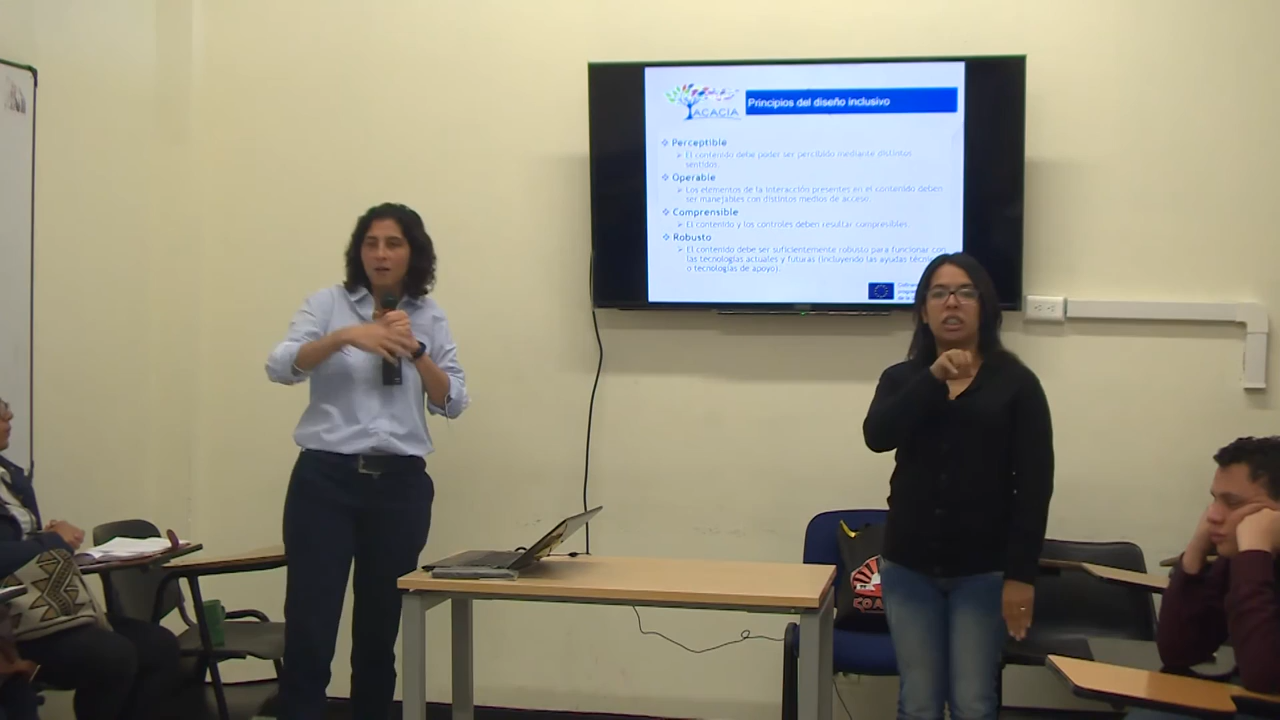 ACACIA
Principios del diseño inclusivo
❖ Perceptible
➢ El contenido debe poder ser percibido mediante distintos
sentidos.
❖ Operable
➢ Los elementos de la interacción presentes en el contenido deben
ser manejables con distintos medios de acceso.
❖ Comprensible
➢ El contenido y los controles deben resultar compresibles.
❖ Robusto
➢ El contenido debe ser suficientemente robusto para funcionar con
las tecnologías actuales y futuras (incluyendo las ayudas técnic
o tecnologías de apoyo).
COA